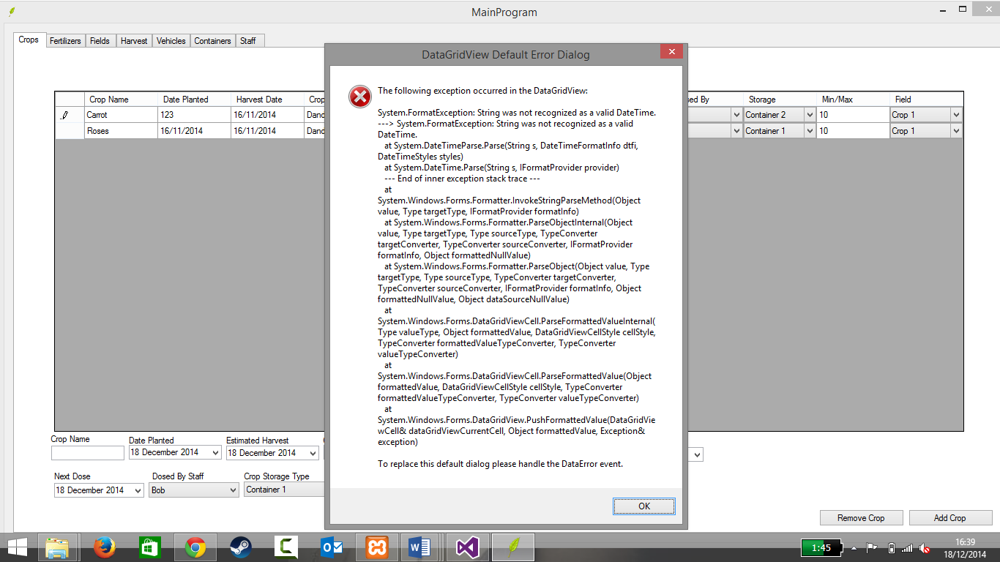 MainProgram
Crops Fertilizers Fields Harvest Vehicles Containers Staff
DataGridView Default Error Dialog
Crop Name Date Planted Harvest Date Crop
sed By Storage Min/Max Field
Carrot 123 16/11/2014 Dand
Container 2 10 Crop 1
Roses 16/11/2014 16/11/2014 Dand
Container 1 10 Crop 1
The following exception occurred in the DataGridView:
System.FormatException: String was not recognized as a valid DateTime.
---> System.FormatException: String was not recognized as a valid
DateTime.
at System.DateTimeParse.Parse(String s, DateTimeFormatInfo dtfi,
DateTimeStyles styles)
at System.DateTime.Parse(String s, IFormatProvider provider)
--- End of inner exception stack trace ---
at
System.Windows.Forms.Formatter.InvokeStringParseMethod(Object
value, Type targetType, IFormatProvider formatInfo)
at System.Windows.Forms.Formatter.ParseObjectInternal(Object
value, Type targetType, Type sourceType, TypeConverter
targetConverter, TypeConverter sourceConverter, IFormatProvider
formatInfo, Object formattedNullValue)
at System.Windows.Forms.Formatter.ParseObject(Object value, Type
targetType, Type sourceType, TypeConverter targetConverter,
TypeConverter sourceConverter, IFormatProvider formatInfo, Object
formattedNullValue, Object dataSourceNullValue)
at
System.Windows.Forms.DataGridViewCell.ParseFormattedValueInternal(
Type valueType, Object formattedValue, DataGridViewCellStyle cellStyle,
TypeConverter formattedValueTypeConverter, TypeConverter
valueTypeConverter)
at
System.Windows.Forms.DataGridViewCell.ParseFormattedValue(Object
formattedValue, DataGridViewCellStyle cellStyle, TypeConverter
formattedValueTypeConverter, TypeConverter valueTypeConverter)
at
System.Windows.Forms.DataGridView.PushFormattedValue(DataGridVie
wCell& dataGridViewCurrentCell, Object formattedValue, Exception&
exception)
To replace this default dialog please handle the DataError event.
OK
Crop Name Date Planted Estimated Harvest
18 December 2014 18 December 2014
Next Dose Dosed By Staff Crop Storage Type
18 December 2014 Bob Container 1
Remove Crop Add Crop
1:45
16:39
18/12/2014